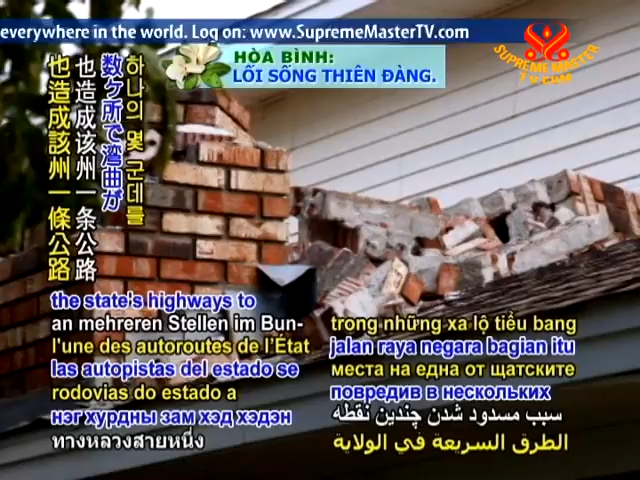 everywhere in the world. Log on: www.SupremeMasterTV.com
HÒA BÌNH:
LỐI SỐNG THIÊN ĐÀNG.
SUPREME MASTER
TV.COM
하나의 몇 군데를
数ヶ所で湾曲が
也造成该州一条公路
也造成該州一條公路
the state's highways to
an mehreren Stellen im Bun-
l'une des autoroutes de l'État
las autopistas del estado se
rodovias do estado a
нэг хурдны зам хэд хэдэн
ทางหลวงสายหนึ่ง
trong những xa lộ tiểu bang
jalan raya negara bagian itu
места на една от щатските
повредив в нескольких
سبب مسدود شدن چندین نقطه
الطرق السريعة في الولاية